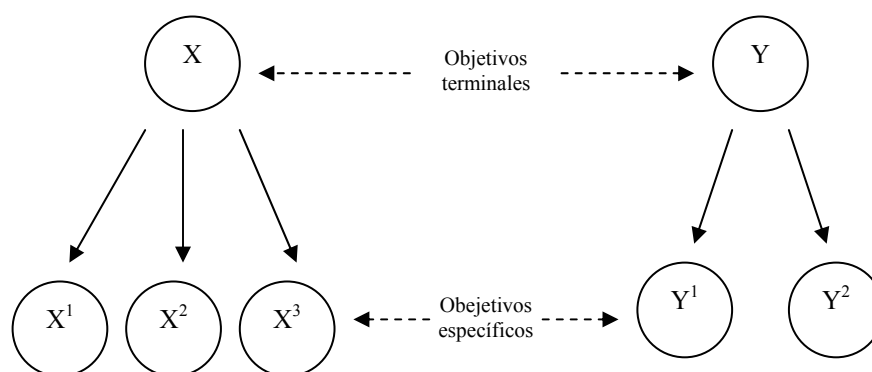 X
Objetivos
terminales
Y
X¹
X²
X³
Obejetivos
específicos
Y¹
Y²